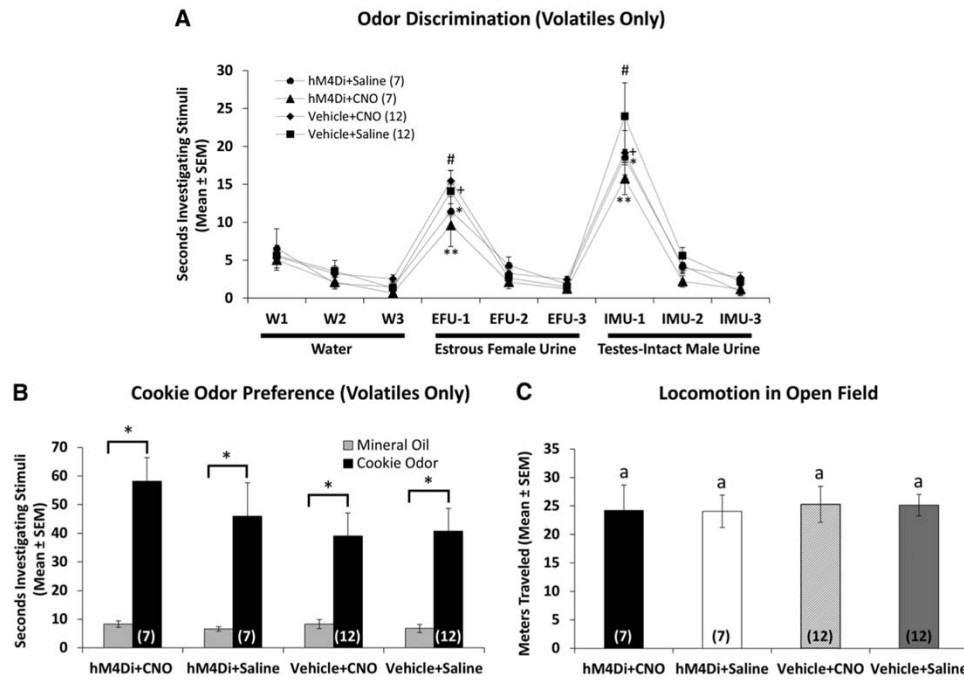 A
Odor Discrimination (Volatiles Only)
Seconds Investigating Stimuli
(Mean ± SEM)
30
25
20
15
10
5
0
hM4Di+Saline (7)
hM4Di+CNO (7)
Vehicle+CNO (12)
Vehicle+Saline (12)
#
+
*
**
#
+
*
**
W1 W2 W3 EFU-1 EFU-2 EFU-3 IMU-1 IMU-2 IMU-3
Water Estrous Female Urine Testes-Intact Male Urine
B
Cookie Odor Preference (Volatiles Only)
Seconds Investigating Stimuli
(Mean ± SEM)
70
60
50
40
30
20
10
0
* * * *
Mineral Oil
Cookie Odor
(7) (7) (12) (12)
hM4Di+CNO hM4Di+Saline Vehicle+CNO Vehicle+Saline
C
Locomotion in Open Field
Meters Traveled (Mean ± SEM)
35
30
25
20
15
10
5
0
a a a a
(7) (7) (12) (12)
hM4Di+CNO hM4Di+Saline Vehicle+CNO Vehicle+Saline